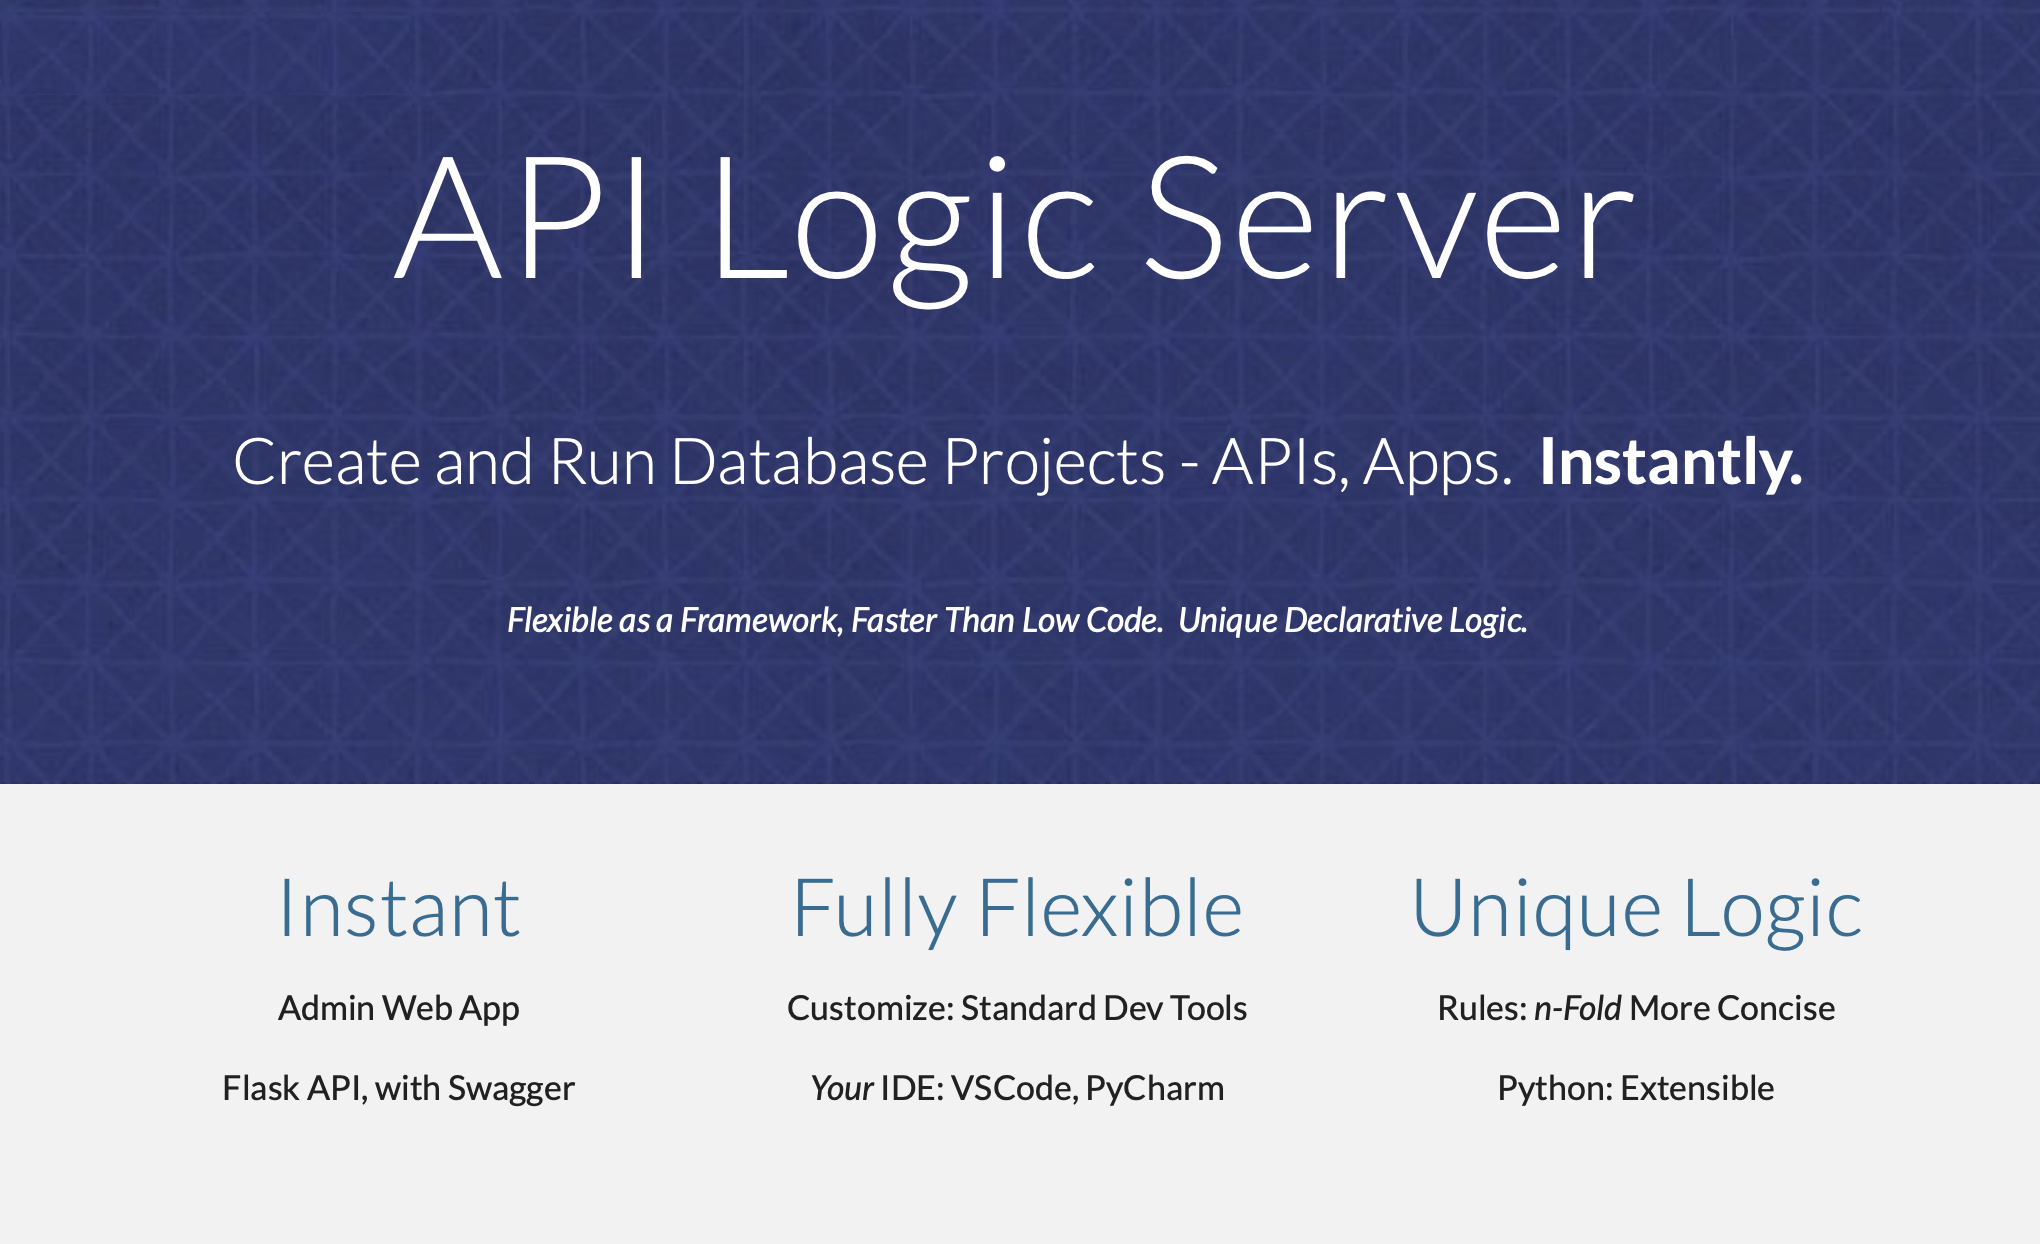 API Logic Server
Create and Run Database Projects - APIs, Apps.  Instantly.
Flexible as a Framework, Faster Than Low Code.  Unique Declarative Logic.
Instant
Admin Web App
Flask API, with Swagger
Fully Flexible
Customize: Standard Dev Tools
Your IDE: VSCode, PyCharm
Unique Logic
Rules: n-Fold More Concise
Python: Extensible